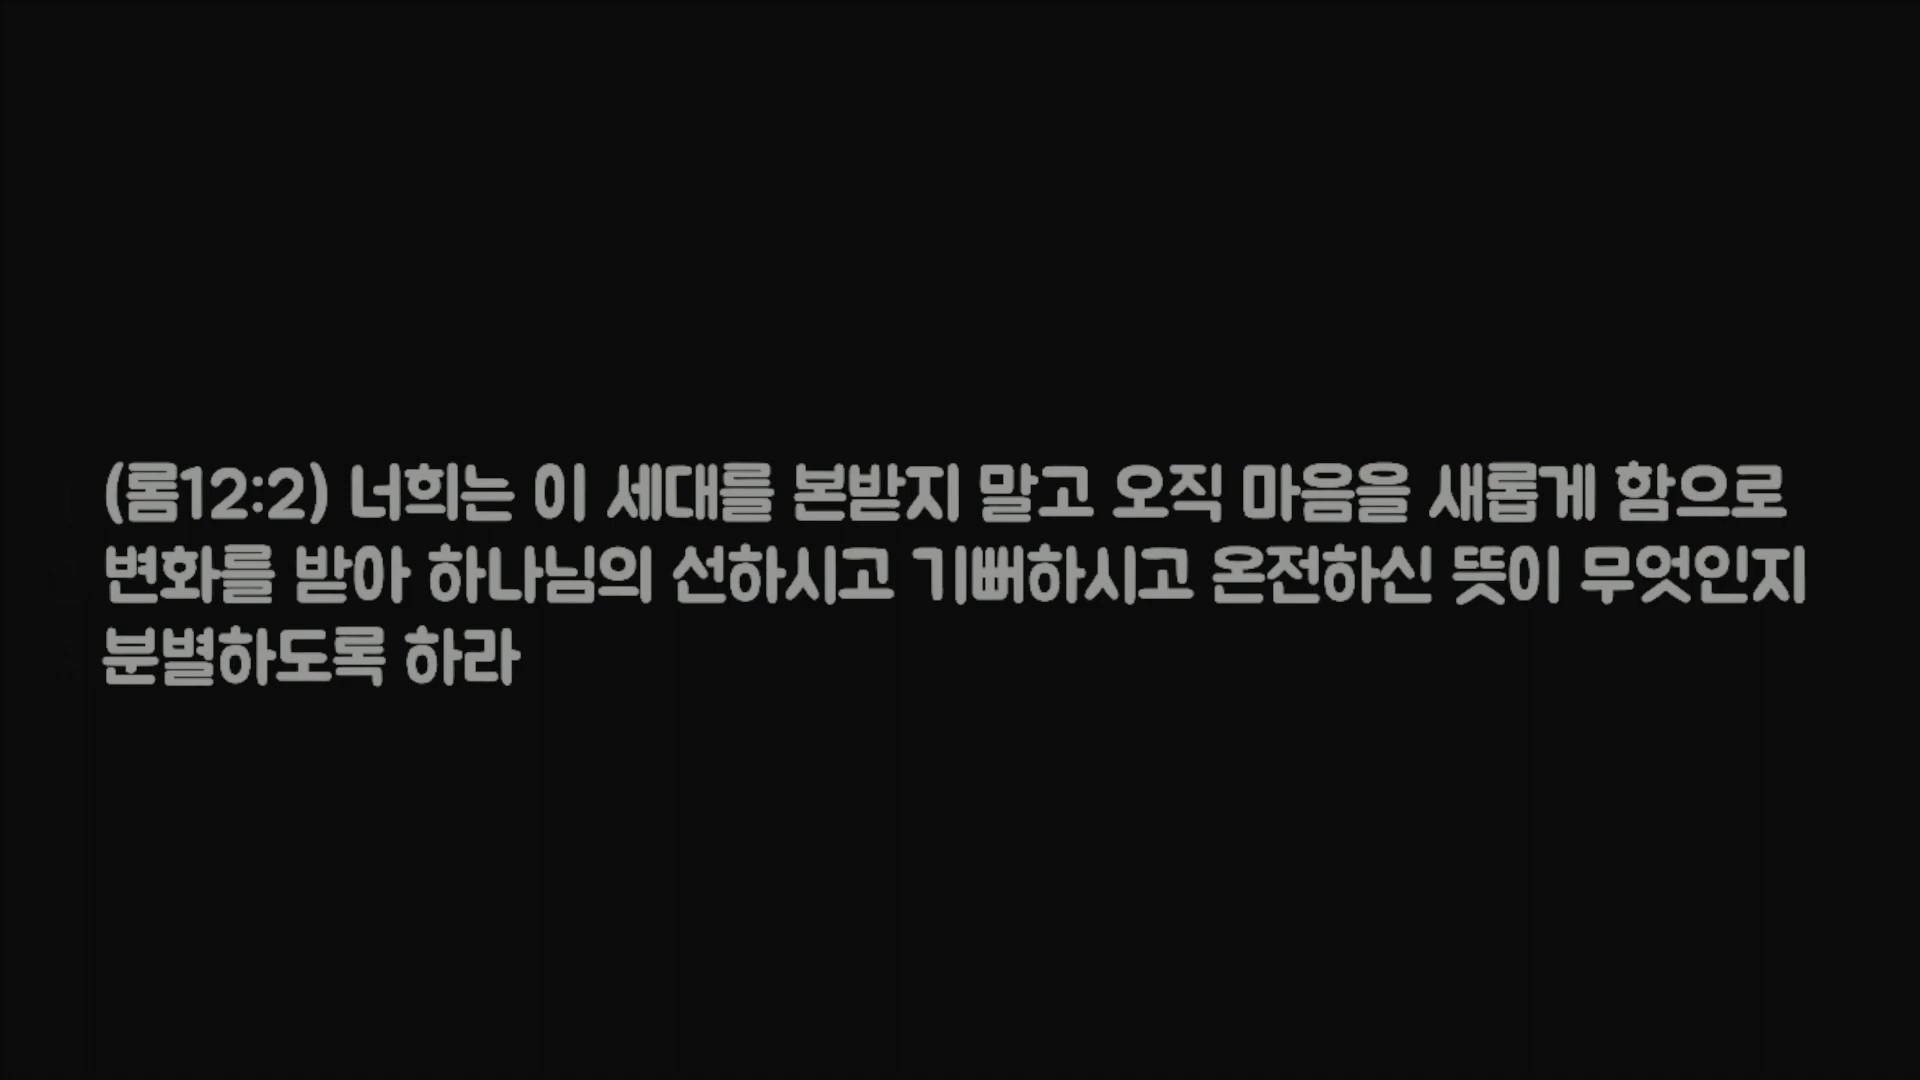 (롬12:2) 너희는 이 세대를 본받지 말고 오직 마음을 새롭게 함으로
변화를 받아 하나님의 선하시고 기뻐하시고 온전하신 뜻이 무엇인지
분별하도록 하라